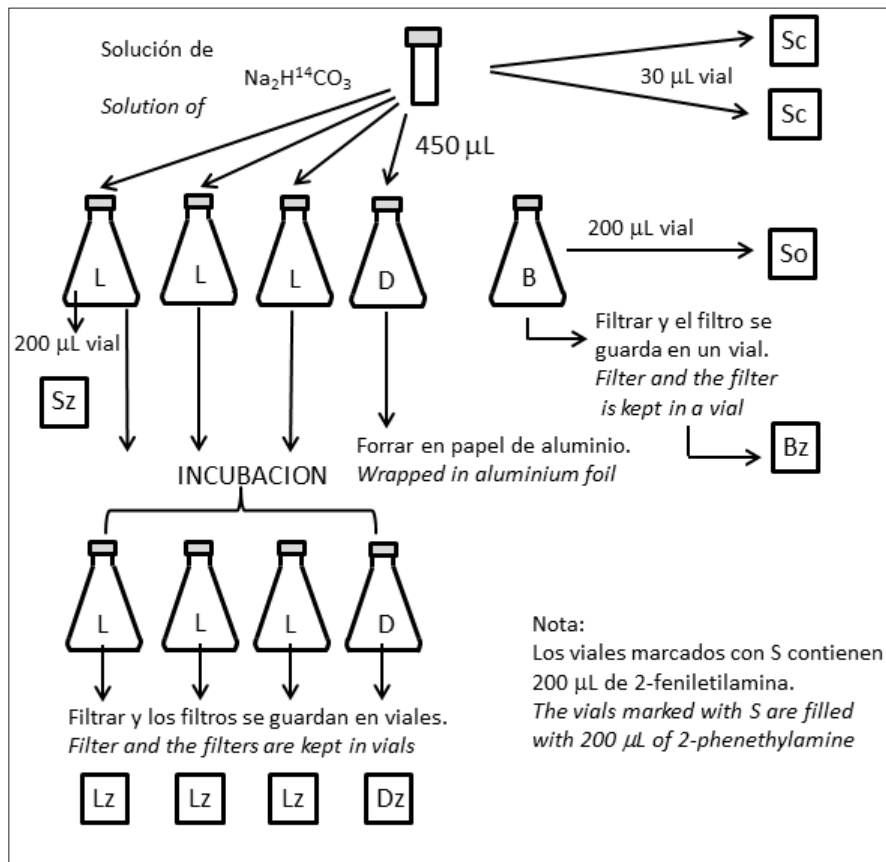 Solución de
Na₂H¹⁴CO₃
Solution of
Sc
30 µL vial
Sc
450 µL
L
L
L
D
B
200 µL vial
So
200 µL vial
Sz
Filtrar y el filtro se
guarda en un vial.
Filter and the filter
is kept in a vial
Bz
Forrar en papel de aluminio.
Wrapped in aluminium foil
INCUBACION
L
L
L
D
Filtrar y los filtros se guardan en viales.
Filter and the filters are kept in vials
Lz
Lz
Lz
Dz
Nota:
Los viales marcados con S contienen
200 µL de 2-feniletilamina.
The vials marked with S are filled
with 200 µL of 2-phenethylamine